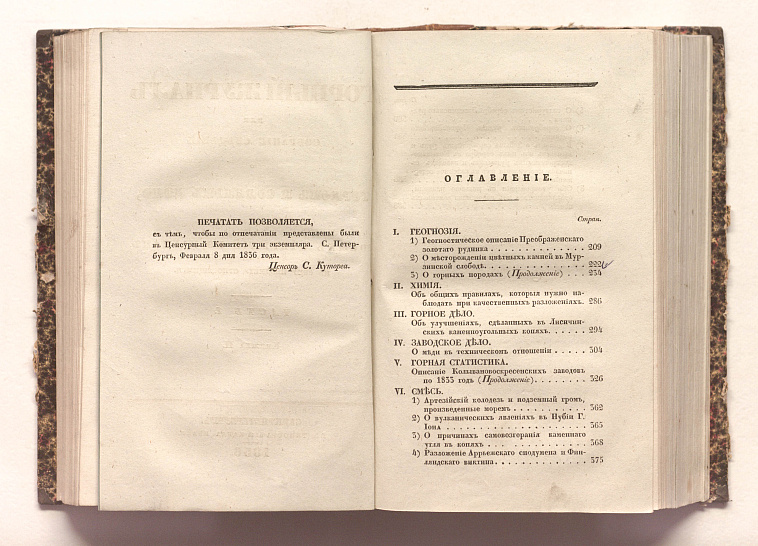 ПЕЧАТАТЬ ПОЗВОЛЯЕТСЯ,
съ тѣмъ, чтобы по отпечатаніи представлены были
въ Ценсурный Комитетъ три экземпляра. С. Петер-
бургъ, Февраля 8 дня 1836 года.
Ценсоръ С. Куторга.
ОГЛАВЛЕНІЕ.
Стран.
I. ГЕОГНОЗІЯ.
1) Геогностическое описаніе Преображенскаго
золотаго рудника . . . . . . . . . . . . . 209
2) О мѣсторожденіи цвѣтныхъ камней въ Мур-
зинской слободѣ. . . . . . . . . . . . . .
3) О горныхъ породахъ (Продолженіе) . . . 234
II. ХИМІЯ.
Объ общихъ правилахъ, которыя нужно на-
блюдать при качественныхъ разложеніяхъ. 286
III. ГОРНОЕ ДѢЛО.
Объ улучшеніяхъ, сдѣланныхъ въ Лисичин-
скихъ каменноугольныхъ копяхъ. . . . . . 294
IV. ЗАВОДСКОЕ ДѢЛО.
О мѣди въ техническомъ отношеніи . . . . . 304
V. ГОРНАЯ СТАТИСТИКА.
Описаніе Колывановоскресенскихъ заводовъ
по 1833 годъ (Продолженіе). . . . . . . . 326
VI. СМѢСЬ.
1) Артезійскій колодезь и подземный громъ,
произведенные моремъ . . . . . . . . . . . 362
2) О вулканическихъ явленіяхъ въ Нубіи Г.
Іона . . . . . . . . . . . . . . . . . . . 365
3) О причинахъ самовозгаранія каменнаго
угля въ копяхъ . . . . . . . . . . . . . . 368
4) Разложеніе Аррьежскаго сподумена и Фин-
ляндскаго виктина. . . . . . . . . . . . . 375